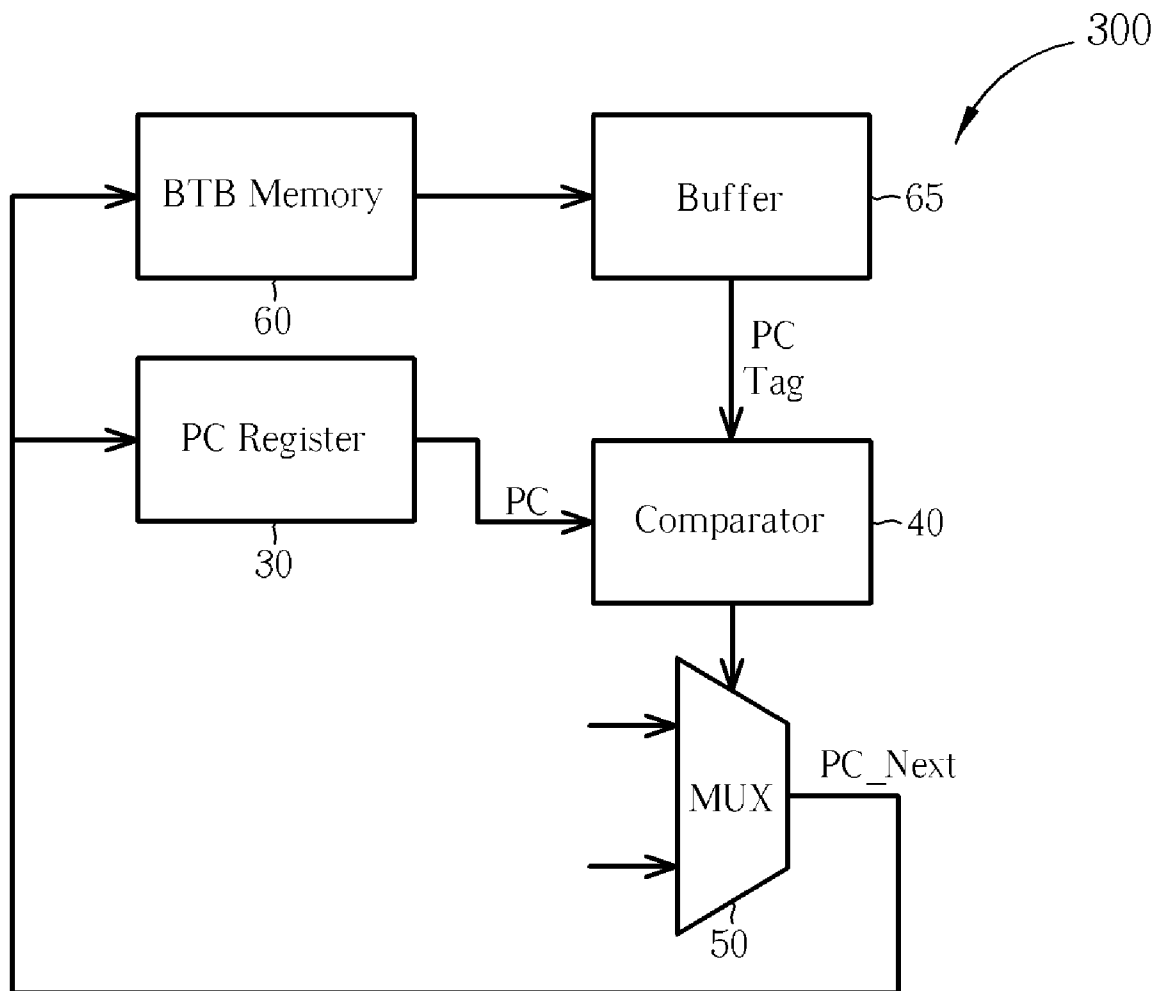 300
BTB Memory
Buffer
65
60
PC
Tag
PC Register
PC
Comparator
40
30
PC_Next
MUX
50